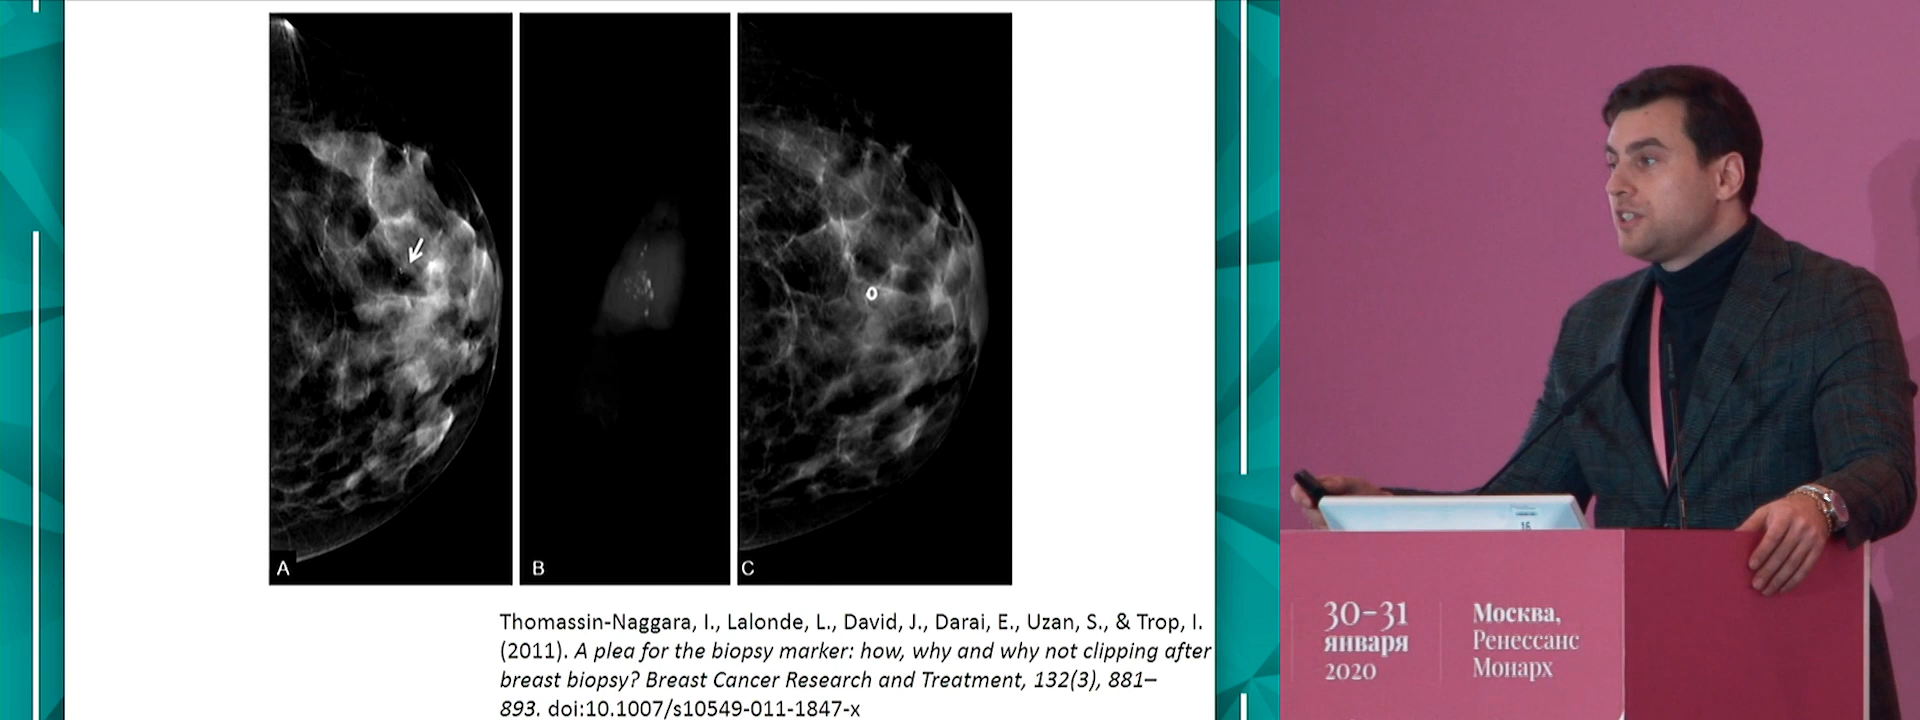 A
B
C
Thomassin-Naggara, I., Lalonde, L., David, J., Darai, E., Uzan, S., & Trop, I.
(2011). A plea for the biopsy marker: how, why and why not clipping after
breast biopsy? Breast Cancer Research and Treatment, 132(3), 881–
893. doi:10.1007/s10549-011-1847-x
16
30-31
января
2020
Москва,
Ренессанс
Монарх